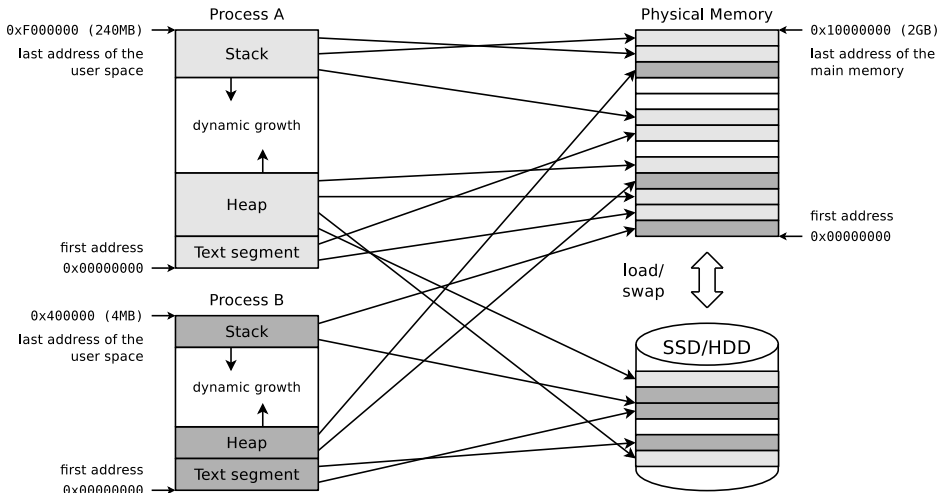 Process A
Physical Memory
0xF000000 (240MB)
last address of the
user space
Stack
dynamic growth
Heap
Text segment
first address
0x00000000
0x10000000 (2GB)
last address of the
main memory
first address
0x00000000
load/
swap
Process B
0x400000 (4MB)
last address of the
user space
Stack
dynamic growth
Heap
Text segment
first address
0x00000000
SSD/HDD